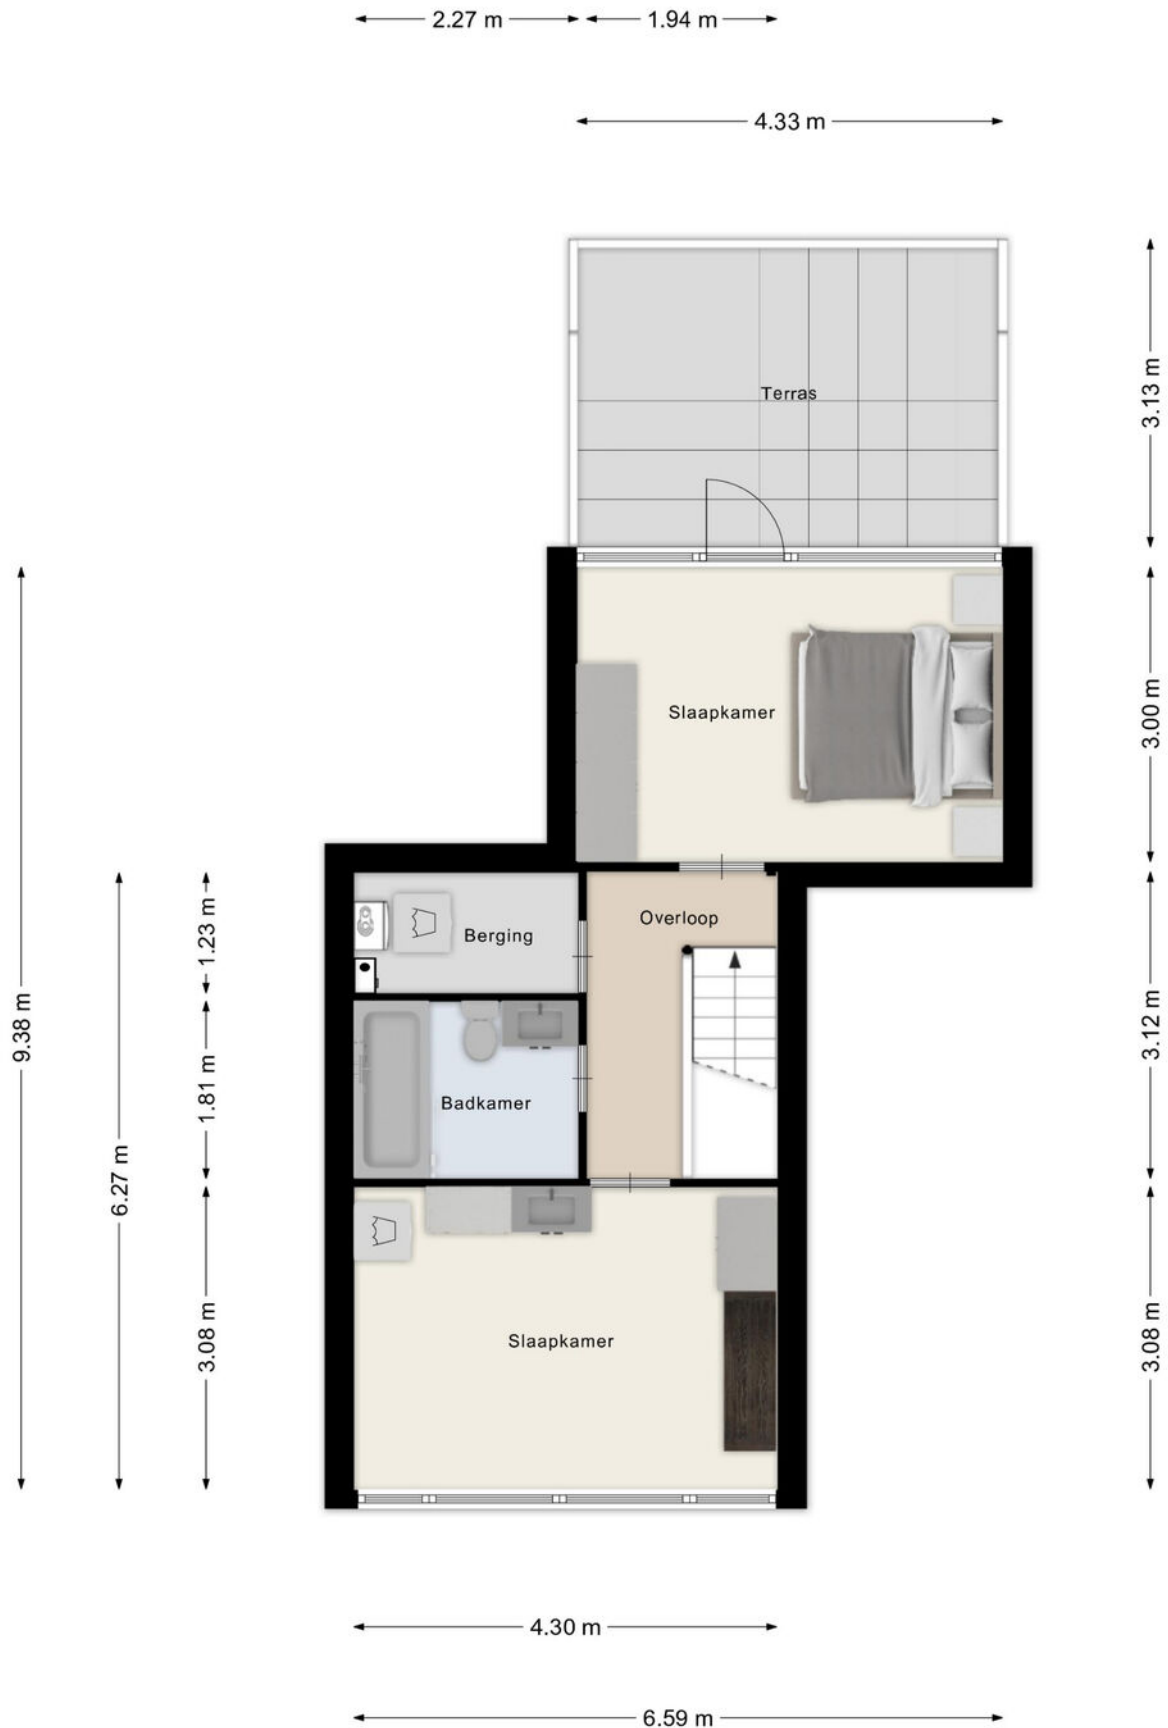 2.27 m
1.94 m
4.33 m
3.13 m
Terras
9.38 m
3.00 m
Slaapkamer
6.27 m
1.23 m
Berging
Overloop
3.12 m
1.81 m
Badkamer
3.08 m
Slaapkamer
3.08 m
4.30 m
6.59 m